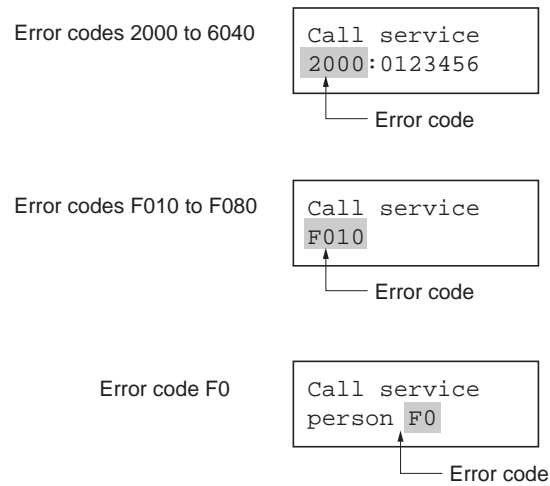 Error codes 2000 to 6040
Call service
2000:0123456
Error code
Error codes F010 to F080
Call service
F010
Error code
Error code F0
Call service
person F0
Error code